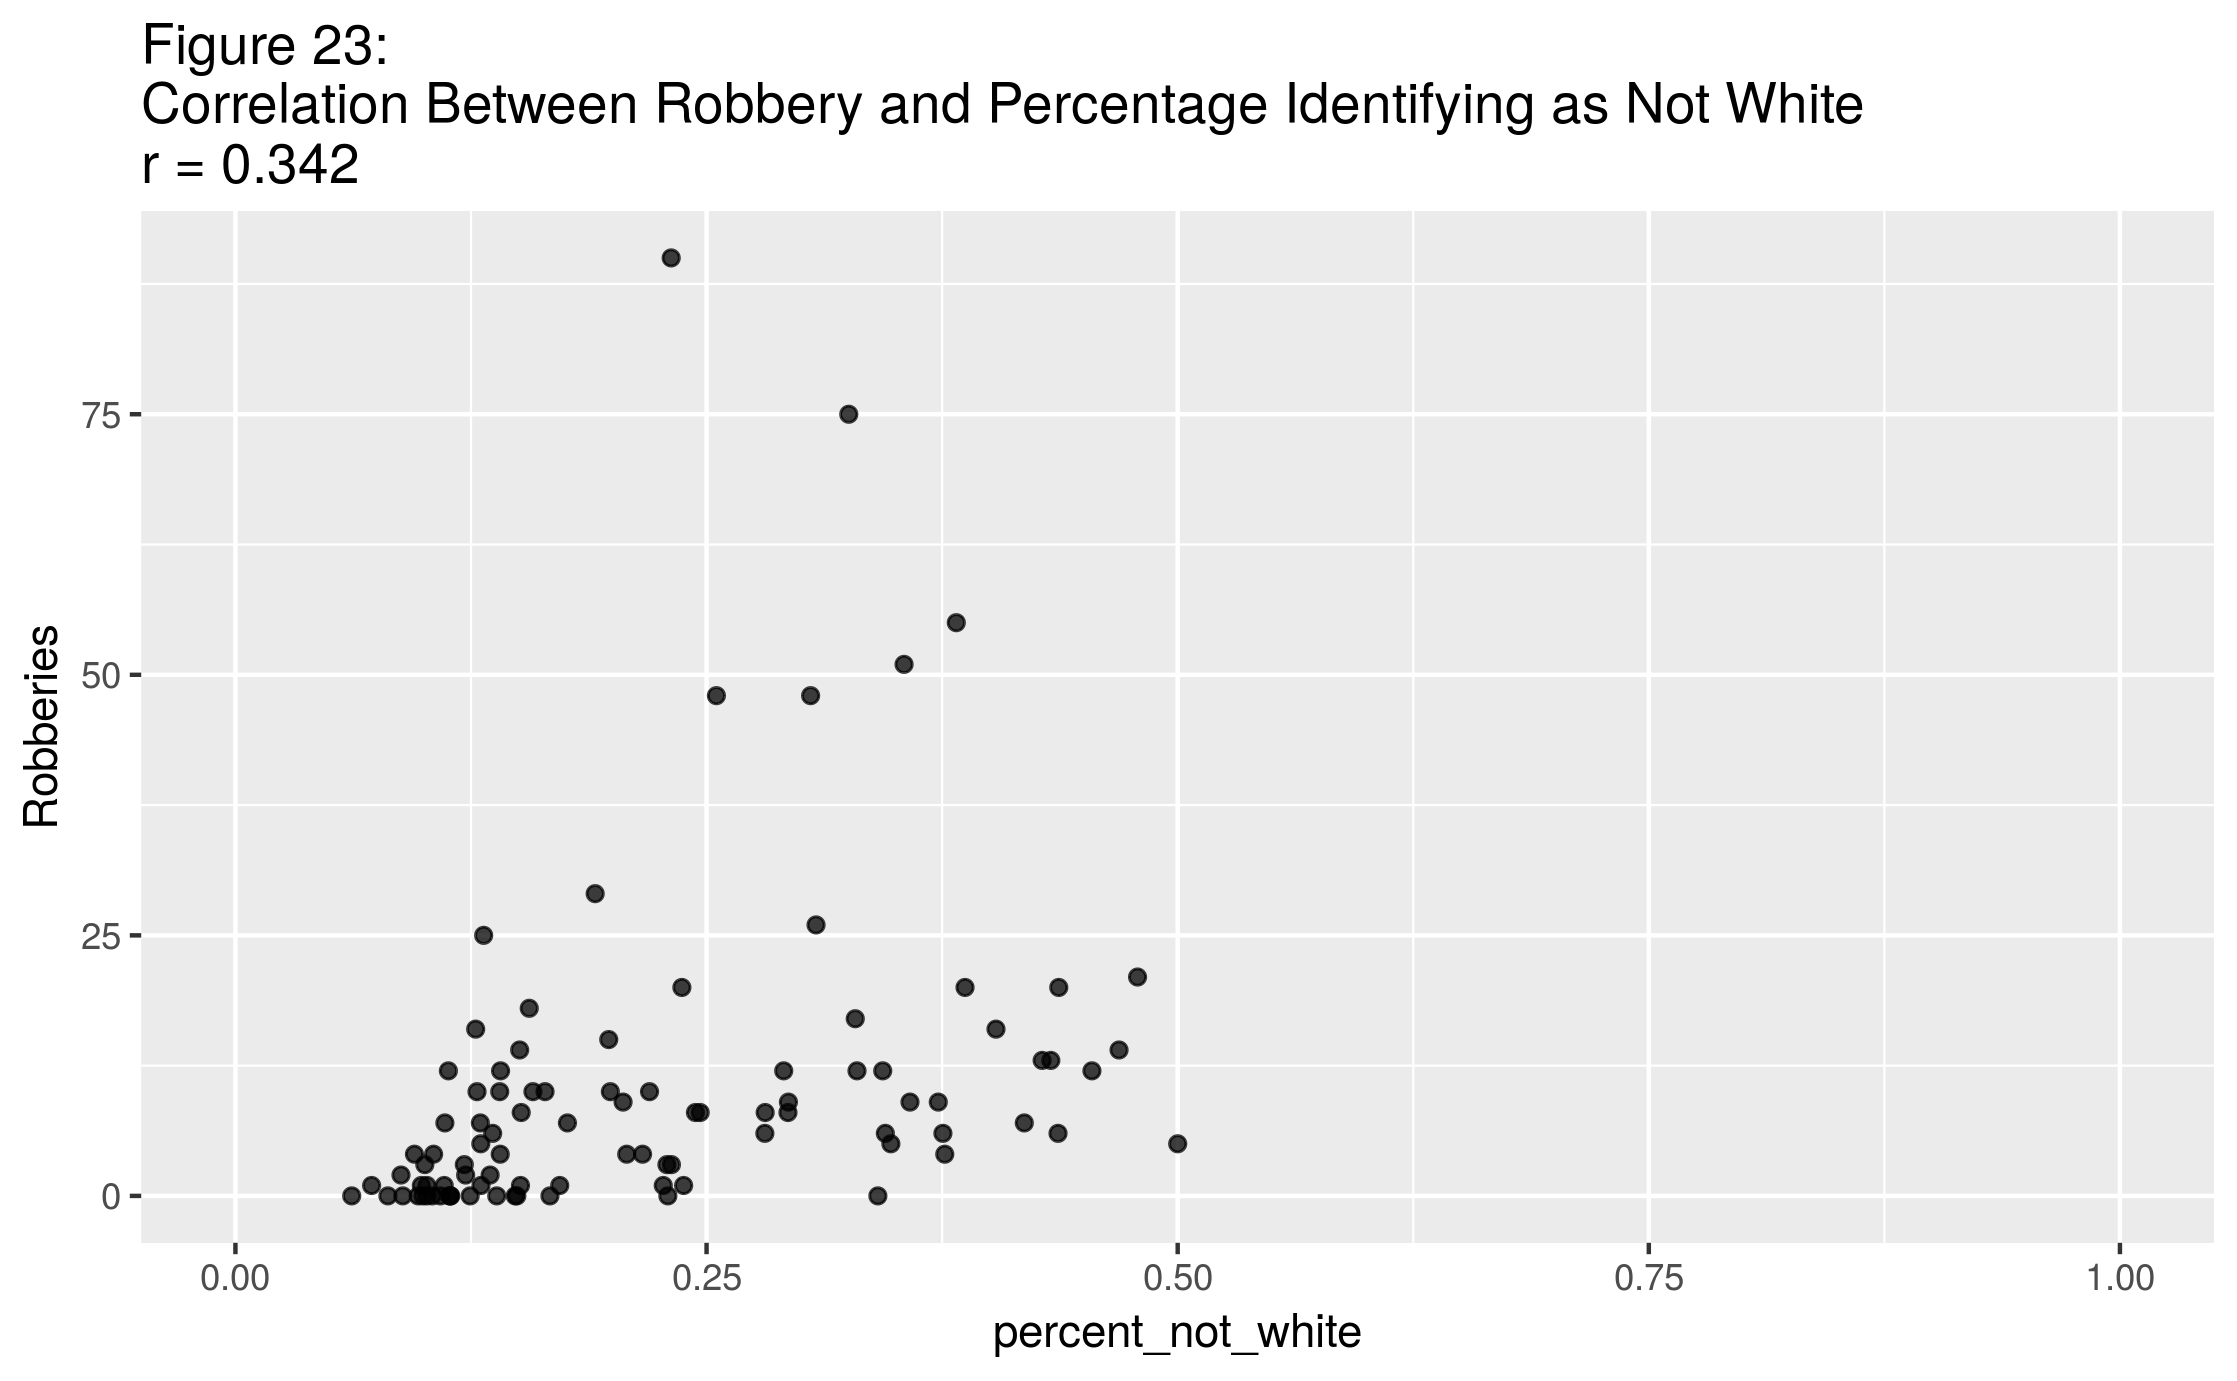 Figure 23:
Correlation Between Robbery and Percentage Identifying as Not White
r = 0.342
75
50
25
0
Robberies
0.00 0.25 0.50 0.75 1.00
percent_not_white